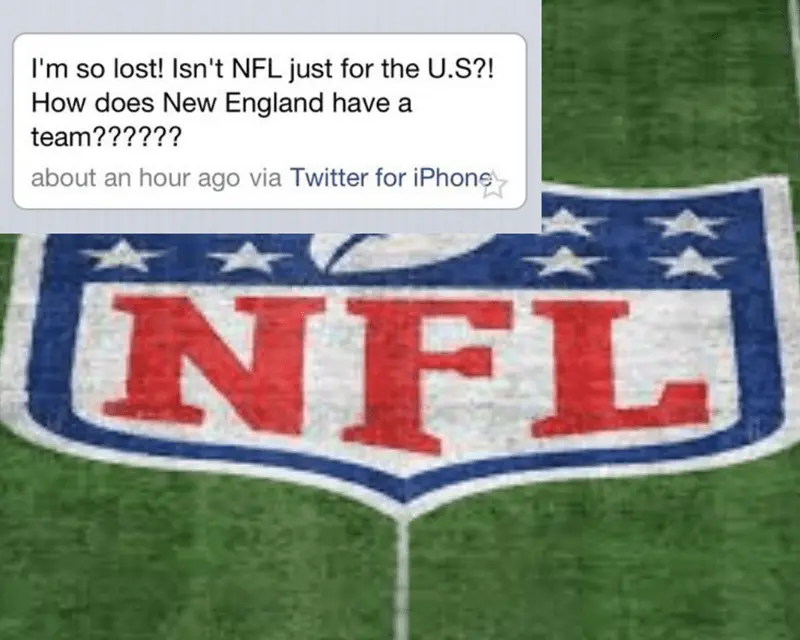 I'm so lost! Isn't NFL just for the U.S?!
How does New England have a
team??????
about an hour ago via Twitter for iPhone
NFL